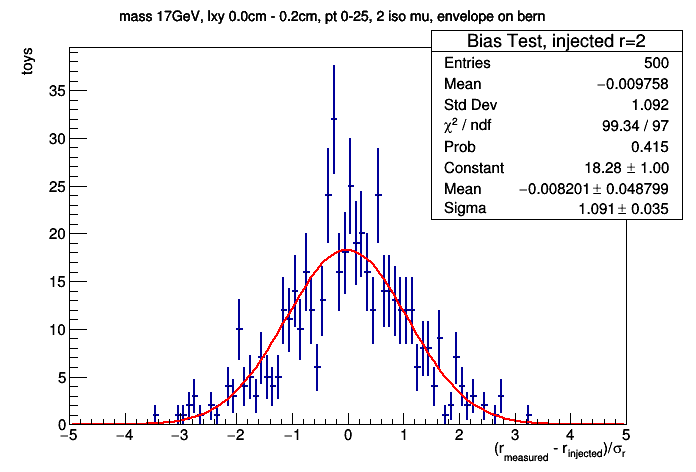 mass 17GeV, lxy 0.0cm - 0.2cm, pt 0-25, 2 iso mu, envelope on bern
Bias Test, injected r=2
Entries 500
Mean −0.009758
Std Dev 1.092
χ² / ndf 99.34 / 97
Prob 0.415
Constant 18.28 ± 1.00
Mean −0.008201 ± 0.048799
Sigma 1.091 ± 0.035
toys
35
30
25
20
15
10
5
0
−5 −4 −3 −2 −1 0 1 2 3 4 5
(r_measured - r_injected)/σ_r